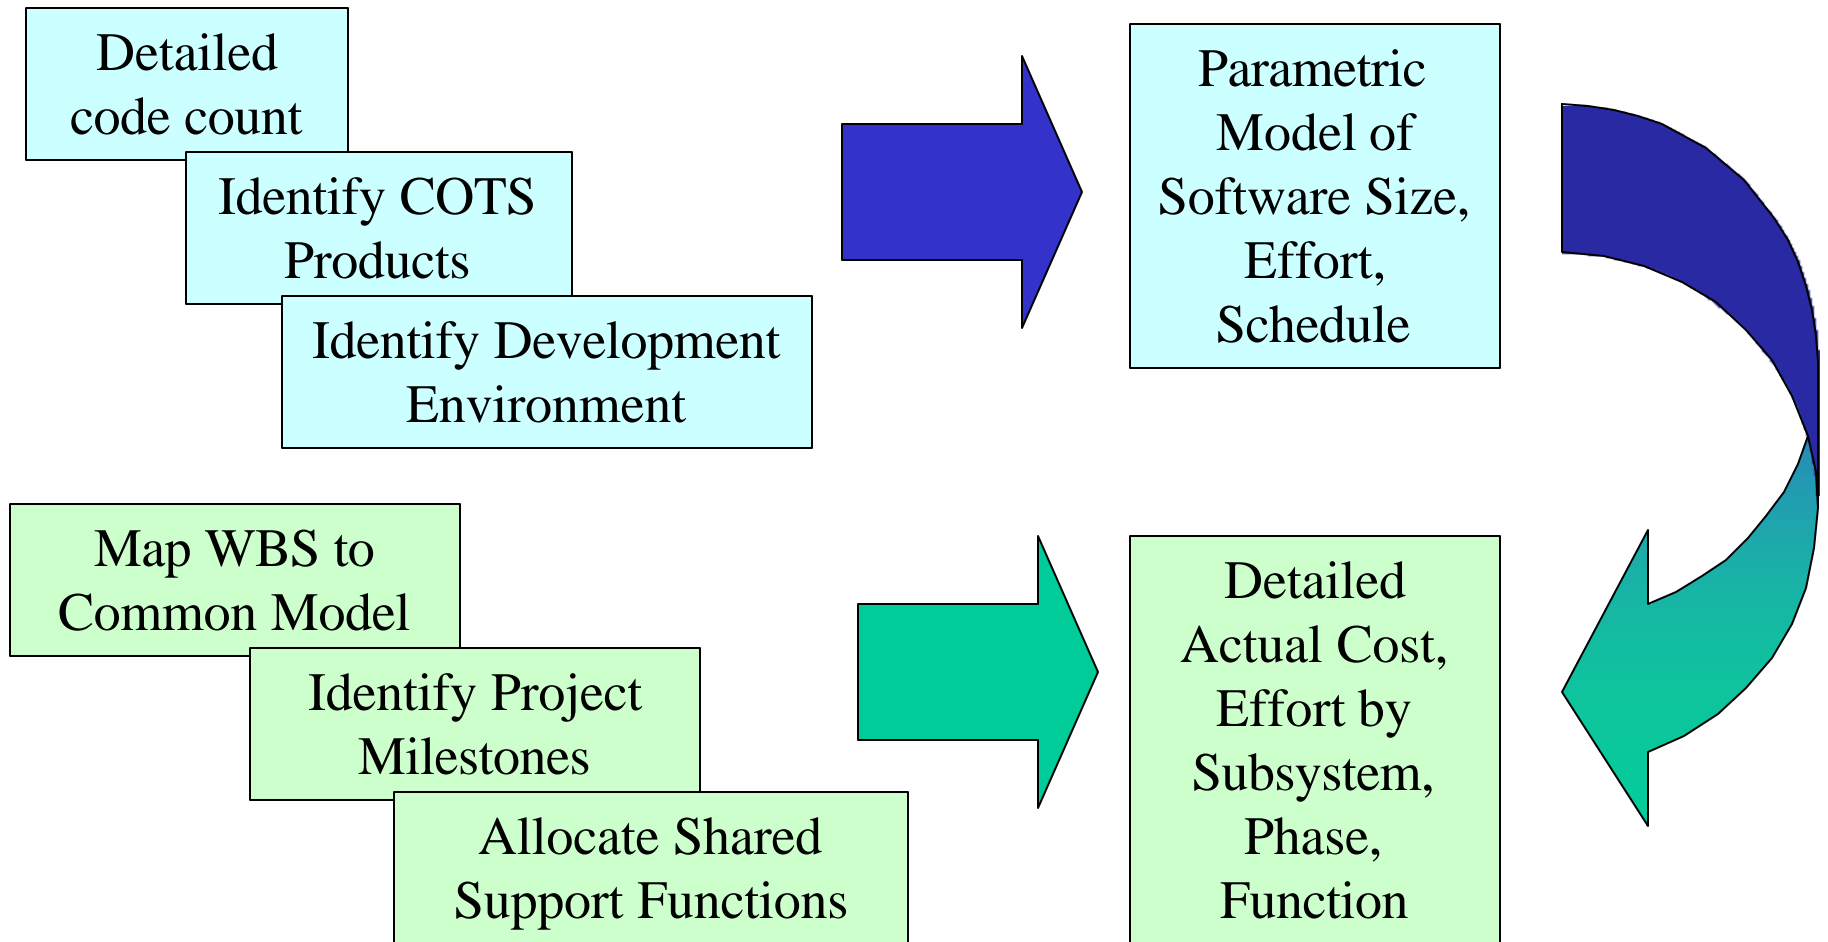 Detailed
code count
Identify COTS
Products
Identify Development
Environment
Parametric
Model of
Software Size,
Effort,
Schedule
Map WBS to
Common Model
Identify Project
Milestones
Allocate Shared
Support Functions
Detailed
Actual Cost,
Effort by
Subsystem,
Phase,
Function